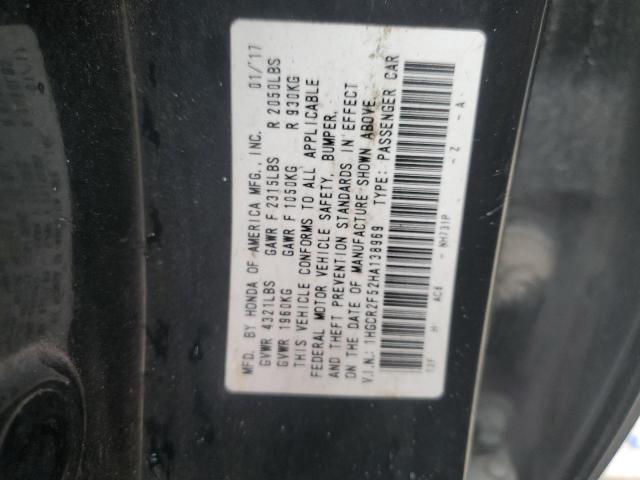 MFD. BY HONDA OF AMERICA MFG., INC. 01/'17
GVWR 4321LBS GAWR F 2315LBS R 2050LBS
GVWR 1960KG GAWR F 1050KG R 930KG
THIS VEHICLE CONFORMS TO ALL APPLICABLE
FEDERAL MOTOR VEHICLE SAFETY, BUMPER,
AND THEFT PREVENTION STANDARDS IN EFFECT
ON THE DATE OF MANUFACTURE SHOWN ABOVE.
V.I.N.: 1HGCR2F52HA138969 TYPE: PASSENGER CAR
T2F H- AC8 - NH731P - Z - A-